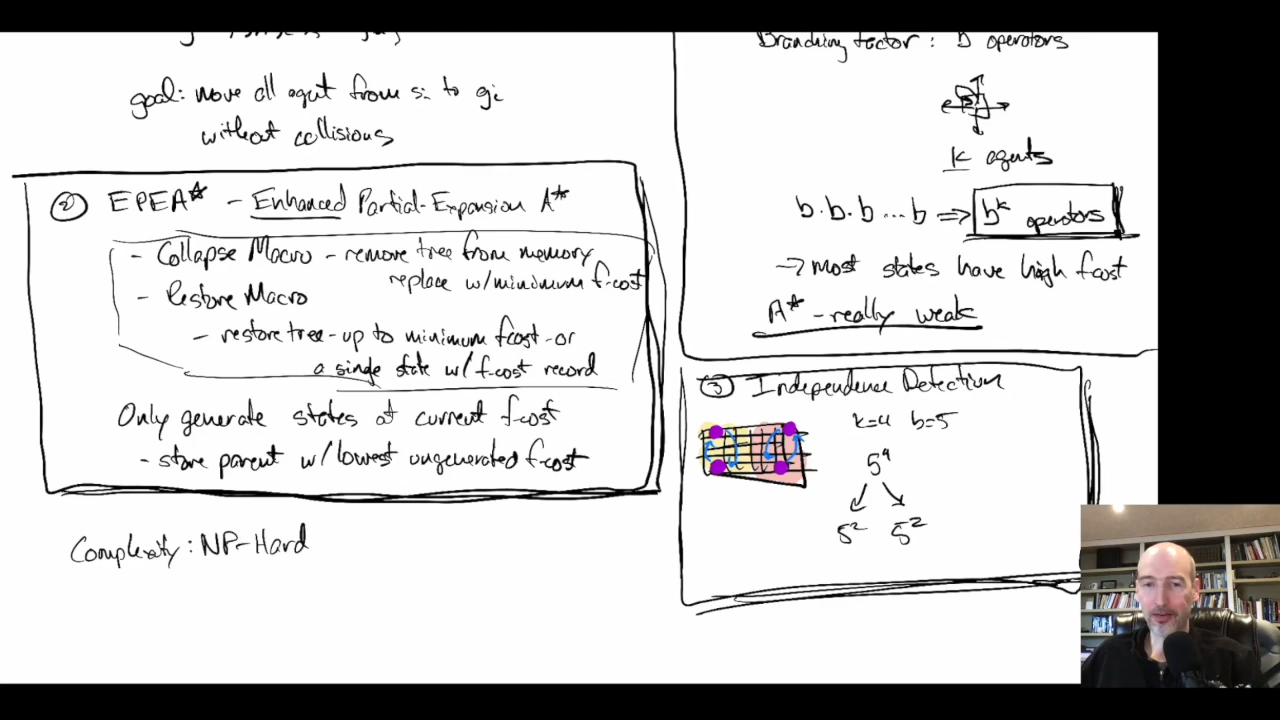 goal: move all agent from si to gi
without collisions
② EPEA* - Enhanced Partial-Expansion A*
- Collapse Macro - remove tree from memory
replace w/minimum f-cost
- Restore Macro
- restore tree - up to minimum fcost - or
a single state w/ f-cost record
Only generate states at current f-cost
- store parent w/ lowest ungenerated f-cost
Complexity: NP-Hard
Branching factor: b operators
k agents
b·b·b...b => b^k operators
-> most states have high f-cost
A* - really weak
③ Independence Detection
k=4 b=5
5^4
5^2 5^2